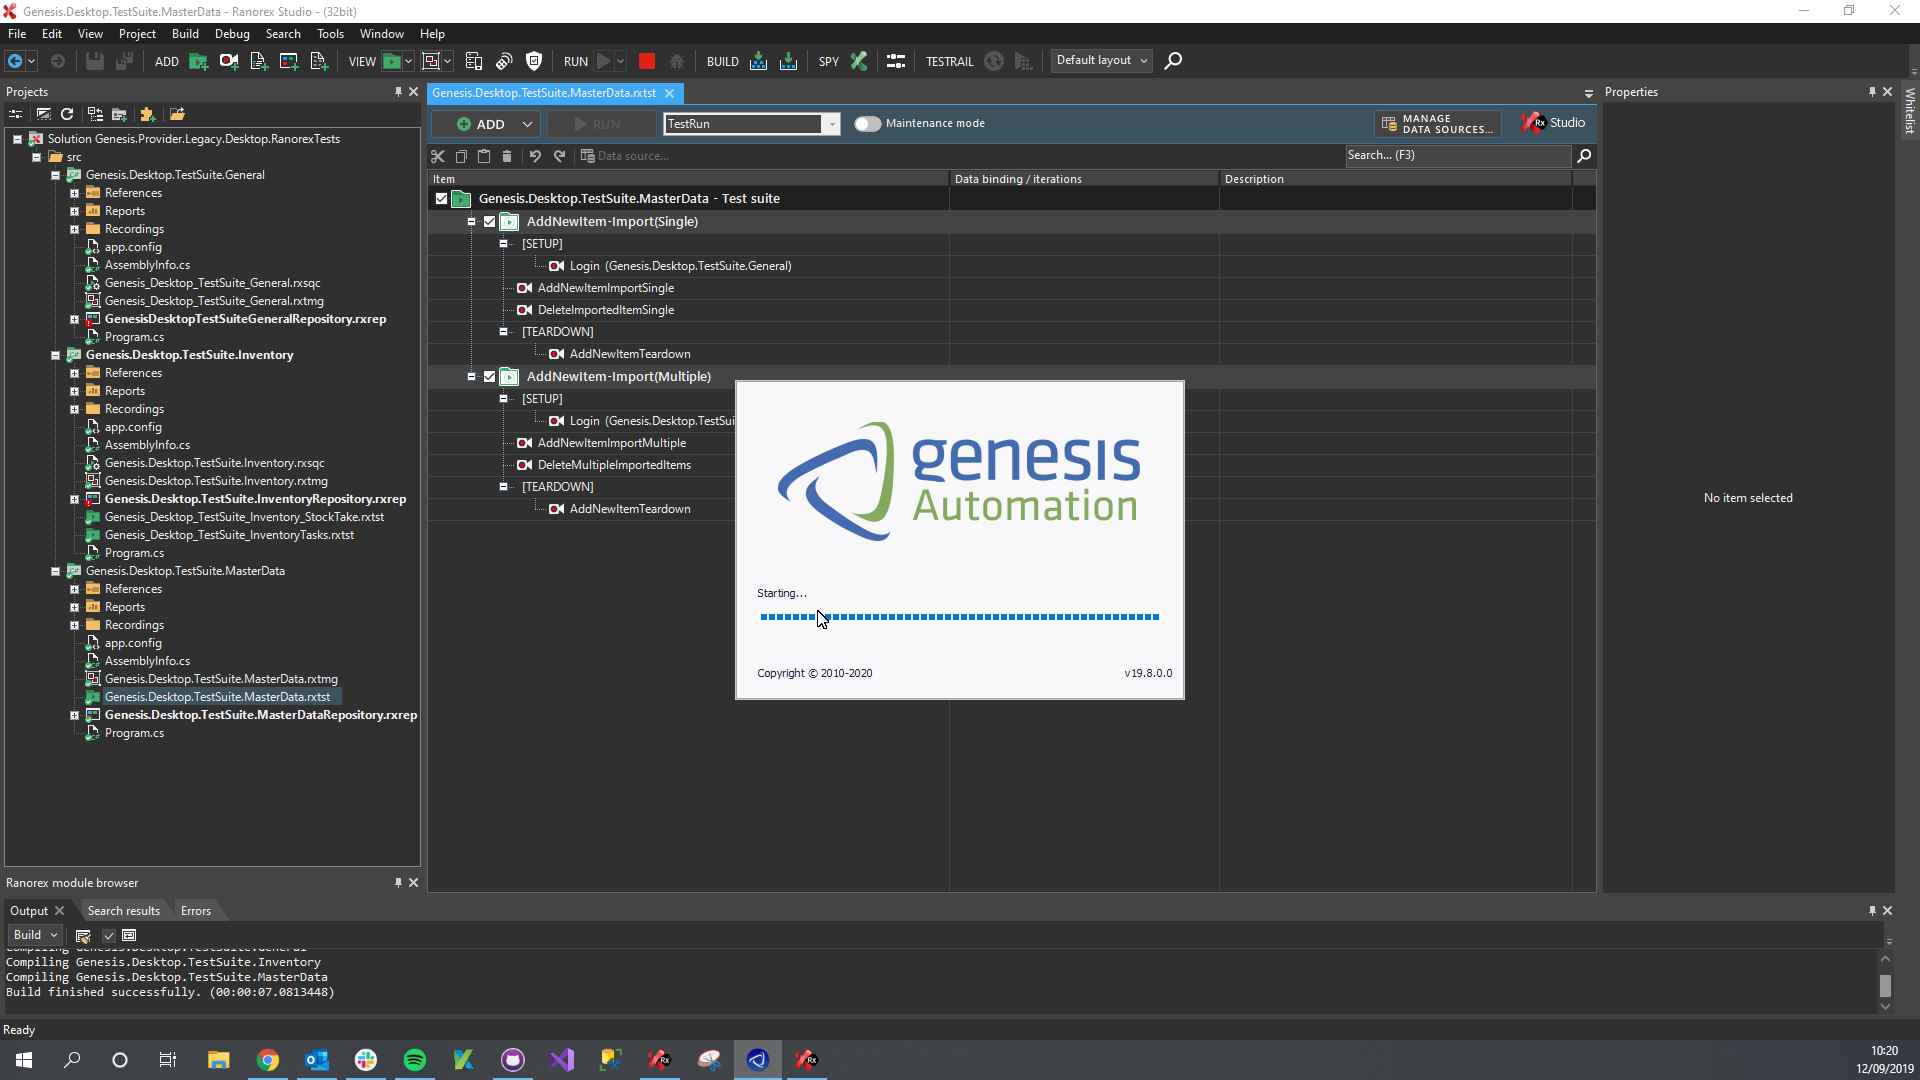 Genesis.Desktop.TestSuite.MasterData - Ranorex Studio - (32bit)
File Edit View Project Build Debug Search Tools Window Help
ADD VIEW RUN BUILD SPY TESTRAIL Default layout
Projects
Solution Genesis.Provider.Legacy.Desktop.RanorexTests
src
Genesis.Desktop.TestSuite.General
References
Reports
Recordings
app.config
AssemblyInfo.cs
Genesis_Desktop_TestSuite_General.rxsqc
Genesis_Desktop_TestSuite_General.rxtmg
GenesisDesktopTestSuiteGeneralRepository.rxrep
Program.cs
Genesis.Desktop.TestSuite.Inventory
References
Reports
Recordings
app.config
AssemblyInfo.cs
Genesis.Desktop.TestSuite.Inventory.rxsqc
Genesis.Desktop.TestSuite.Inventory.rxtmg
Genesis.Desktop.TestSuite.InventoryRepository.rxrep
Genesis_Desktop_TestSuite_Inventory_StockTake.rxtst
Genesis_Desktop_TestSuite_InventoryTasks.rxtst
Program.cs
Genesis.Desktop.TestSuite.MasterData
References
Reports
Recordings
app.config
AssemblyInfo.cs
Genesis.Desktop.TestSuite.MasterData.rxtmg
Genesis.Desktop.TestSuite.MasterData.rxtst
Genesis.Desktop.TestSuite.MasterDataRepository.rxrep
Program.cs
Ranorex module browser
Genesis.Desktop.TestSuite.MasterData.rxtst
ADD RUN TestRun Maintenance mode MANAGE DATA SOURCES... Rx Studio
Data source... Search... (F3)
Item Data binding / iterations Description
Genesis.Desktop.TestSuite.MasterData - Test suite
AddNewItem-Import(Single)
[SETUP]
Login (Genesis.Desktop.TestSuite.General)
AddNewItemImportSingle
DeleteImportedItemSingle
[TEARDOWN]
AddNewItemTeardown
AddNewItem-Import(Multiple)
[SETUP]
Login (Genesis.Desktop.TestSui
AddNewItemImportMultiple
DeleteMultipleImportedItems
[TEARDOWN]
AddNewItemTeardown
genesis
Automation
Starting...
Copyright © 2010-2020 v19.8.0.0
Properties
No item selected
Whitelist
Output Search results Errors
Build
Compiling Genesis.Desktop.TestSuite.General
Compiling Genesis.Desktop.TestSuite.Inventory
Compiling Genesis.Desktop.TestSuite.MasterData
Build finished successfully. (00:00:07.0813448)
Ready
10:20
12/09/2019